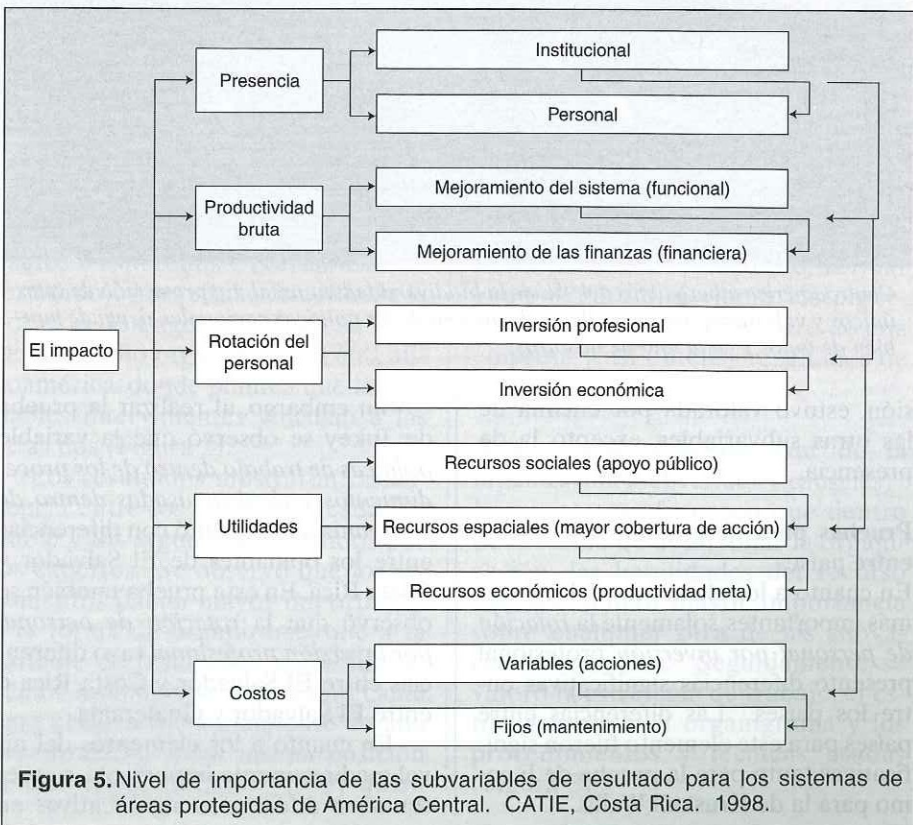 Institucional
Presencia
Personal
Mejoramiento del sistema (funcional)
Productividad
bruta
Mejoramiento de las finanzas (financiera)
Inversión profesional
El impacto
Rotación del
personal
Inversión económica
Recursos sociales (apoyo público)
Utilidades
Recursos espaciales (mayor cobertura de acción)
Recursos económicos (productividad neta)
Variables (acciones)
Costos
Fijos (mantenimiento)
Figura 5. Nivel de importancia de las subvariables de resultado para los sistemas de
áreas protegidas de América Central. CATIE, Costa Rica. 1998.